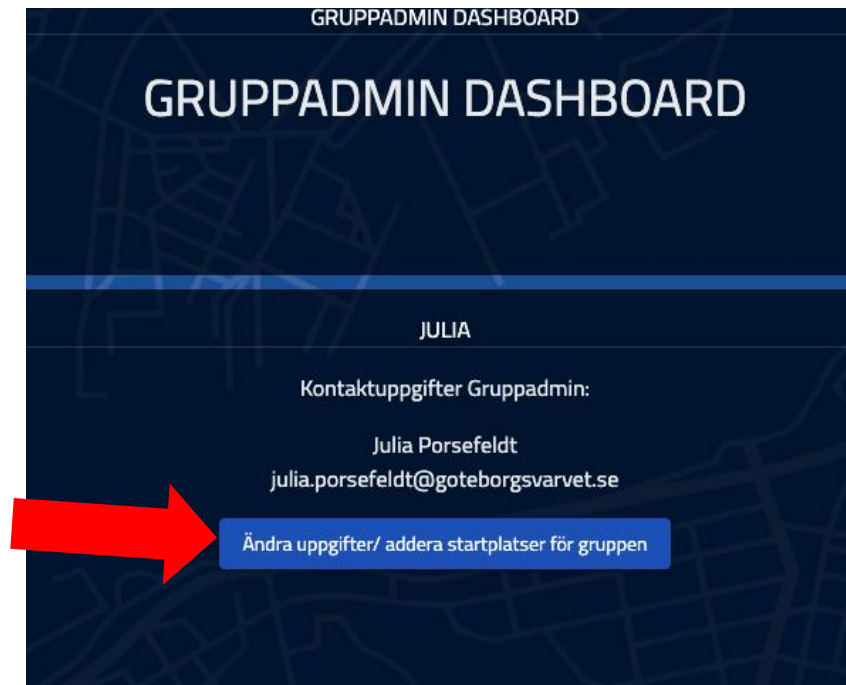 GRUPPADMIN DASHBOARD
GRUPPADMIN DASHBOARD
JULIA
Kontaktuppgifter Gruppadmin:
Julia Porsefeldt
julia.porsefeldt@goteborgsvarvet.se
Ändra uppgifter/ addera startplatser för gruppen